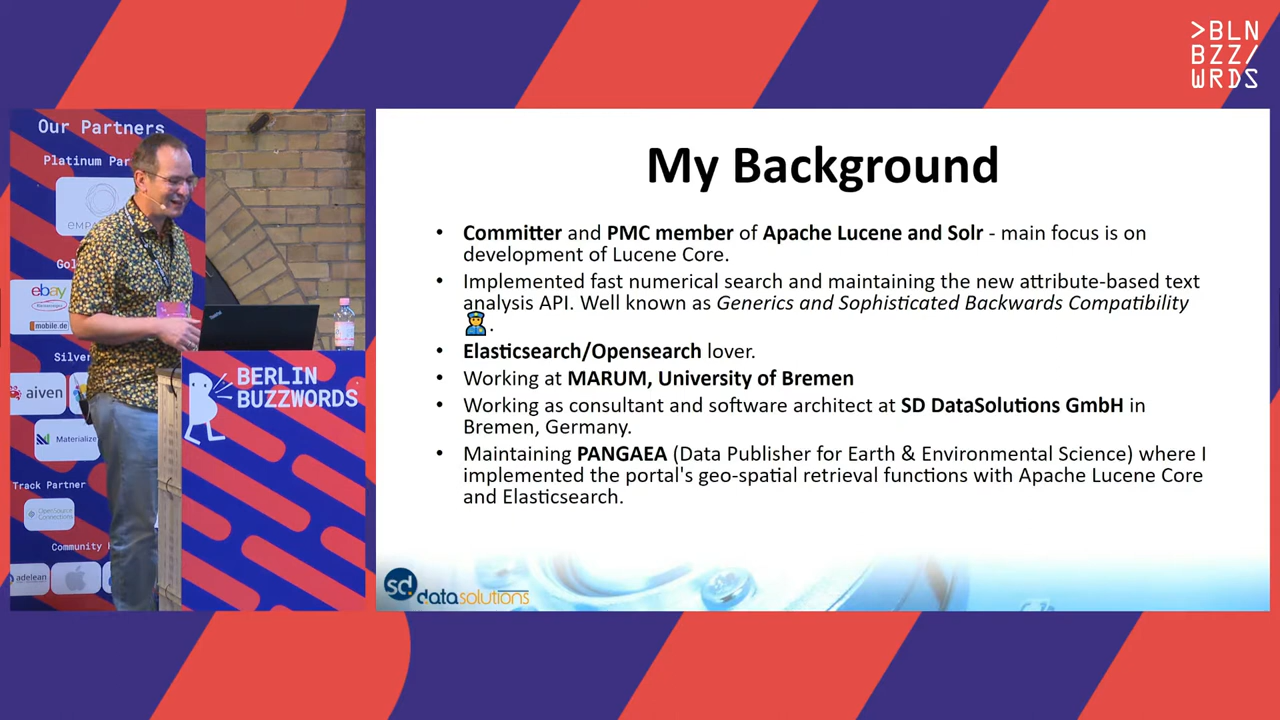 >BLN
BZZ/
WRDS
Our Partners
Platinum Par
Gol
ebay
Kleinanzeigen
mobile.de
Silver
aiven
Materialize
Track Partner
OpenSource
Connections
Community
adelean
BERLIN
BUZZWORDS
My Background
• Committer and PMC member of Apache Lucene and Solr - main focus is on
development of Lucene Core.
• Implemented fast numerical search and maintaining the new attribute-based text
analysis API. Well known as Generics and Sophisticated Backwards Compatibility
👮.
• Elasticsearch/Opensearch lover.
• Working at MARUM, University of Bremen
• Working as consultant and software architect at SD DataSolutions GmbH in
Bremen, Germany.
• Maintaining PANGAEA (Data Publisher for Earth & Environmental Science) where I
implemented the portal's geo-spatial retrieval functions with Apache Lucene Core
and Elasticsearch.
sd datasolutions